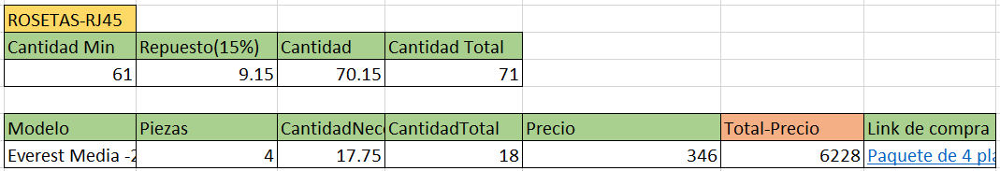 ROSETAS-RJ45
Cantidad Min Repuesto(15%) Cantidad Cantidad Total
61 9.15 70.15 71
Modelo Piezas CantidadNece CantidadTotal Precio Total-Precio Link de compra
Everest Media -2 4 17.75 18 346 6228 Paquete de 4 pla